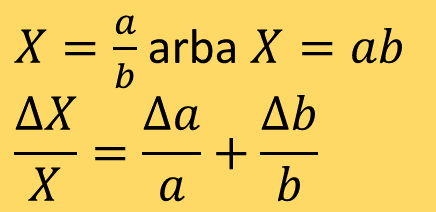 X = a/b arba X = ab
ΔX/X = Δa/a + Δb/b